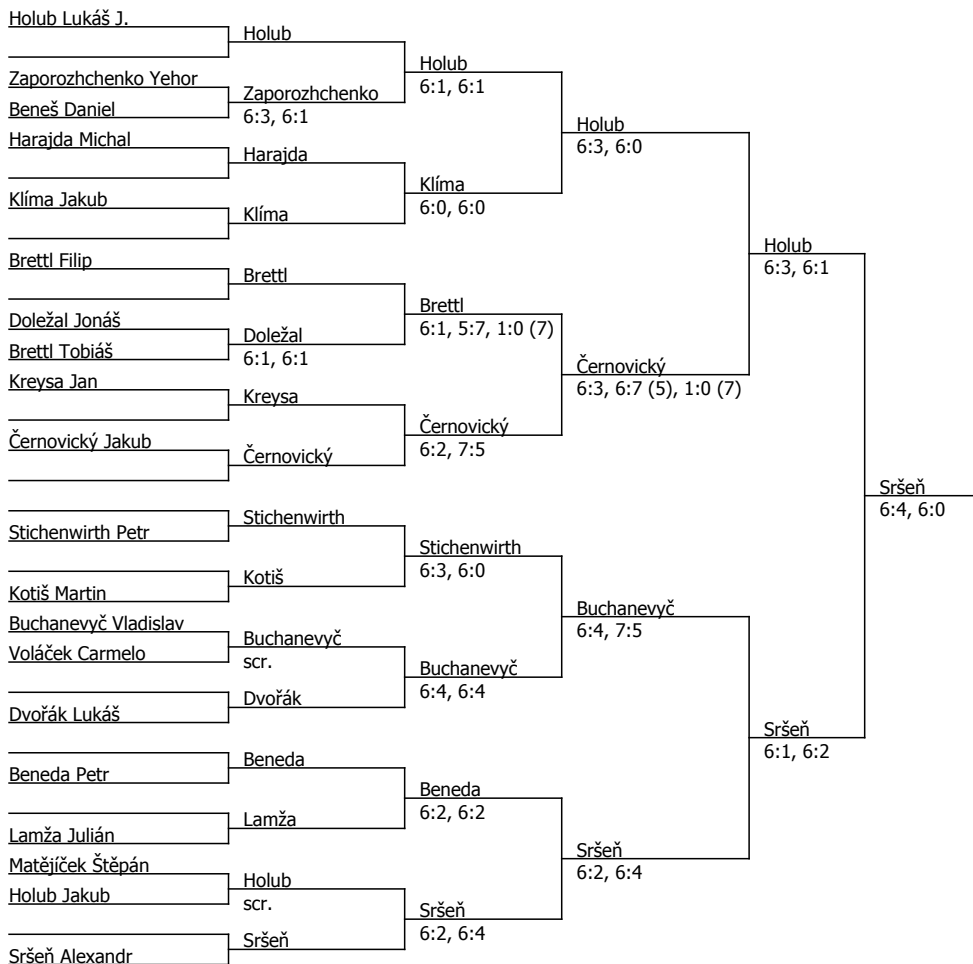 Holub Lukáš J.
Zaporozhchenko Yehor
Beneš Daniel
Harajda Michal
Klíma Jakub
Brettl Filip
Doležal Jonáš
Brettl Tobiáš
Kreysa Jan
Černovický Jakub
Stichenwirth Petr
Kotiš Martin
Buchanevyč Vladislav
Voláček Carmelo
Dvořák Lukáš
Beneda Petr
Lamža Julián
Matějíček Štěpán
Holub Jakub
Sršeň Alexandr
Holub
Zaporozhchenko
6:3, 6:1
Harajda
Klíma
Brettl
Doležal
6:1, 6:1
Kreysa
Černovický
Stichenwirth
Kotiš
Buchanevyč
scr.
Dvořák
Beneda
Lamža
Holub
scr.
Sršeň
Holub
6:1, 6:1
Klíma
6:0, 6:0
Brettl
6:1, 5:7, 1:0 (7)
Černovický
6:2, 7:5
Stichenwirth
6:3, 6:0
Buchanevyč
6:4, 6:4
Beneda
6:2, 6:2
Sršeň
6:2, 6:4
Holub
6:3, 6:0
Černovický
6:3, 6:7 (5), 1:0 (7)
Buchanevyč
6:4, 7:5
Sršeň
6:2, 6:4
Holub
6:3, 6:1
Sršeň
6:1, 6:2
Sršeň
6:4, 6:0